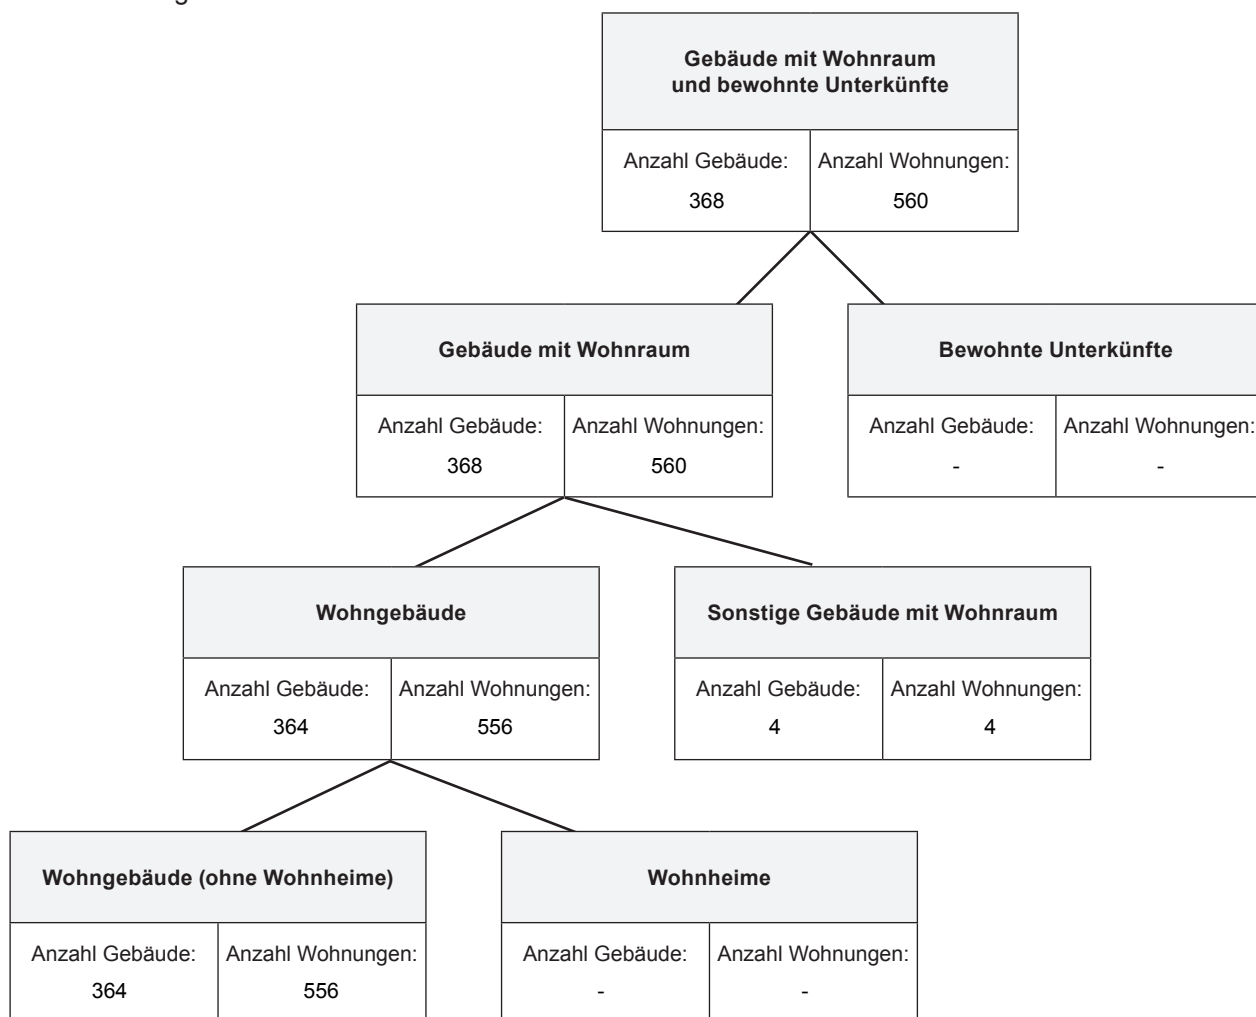 Gebäude mit Wohnraum
und bewohnte Unterkünfte
Anzahl Gebäude: Anzahl Wohnungen:
368 560
Gebäude mit Wohnraum
Anzahl Gebäude: Anzahl Wohnungen:
368 560
Bewohnte Unterkünfte
Anzahl Gebäude: Anzahl Wohnungen:
- -
Wohngebäude
Anzahl Gebäude: Anzahl Wohnungen:
364 556
Sonstige Gebäude mit Wohnraum
Anzahl Gebäude: Anzahl Wohnungen:
4 4
Wohngebäude (ohne Wohnheime)
Anzahl Gebäude: Anzahl Wohnungen:
364 556
Wohnheime
Anzahl Gebäude: Anzahl Wohnungen:
- -